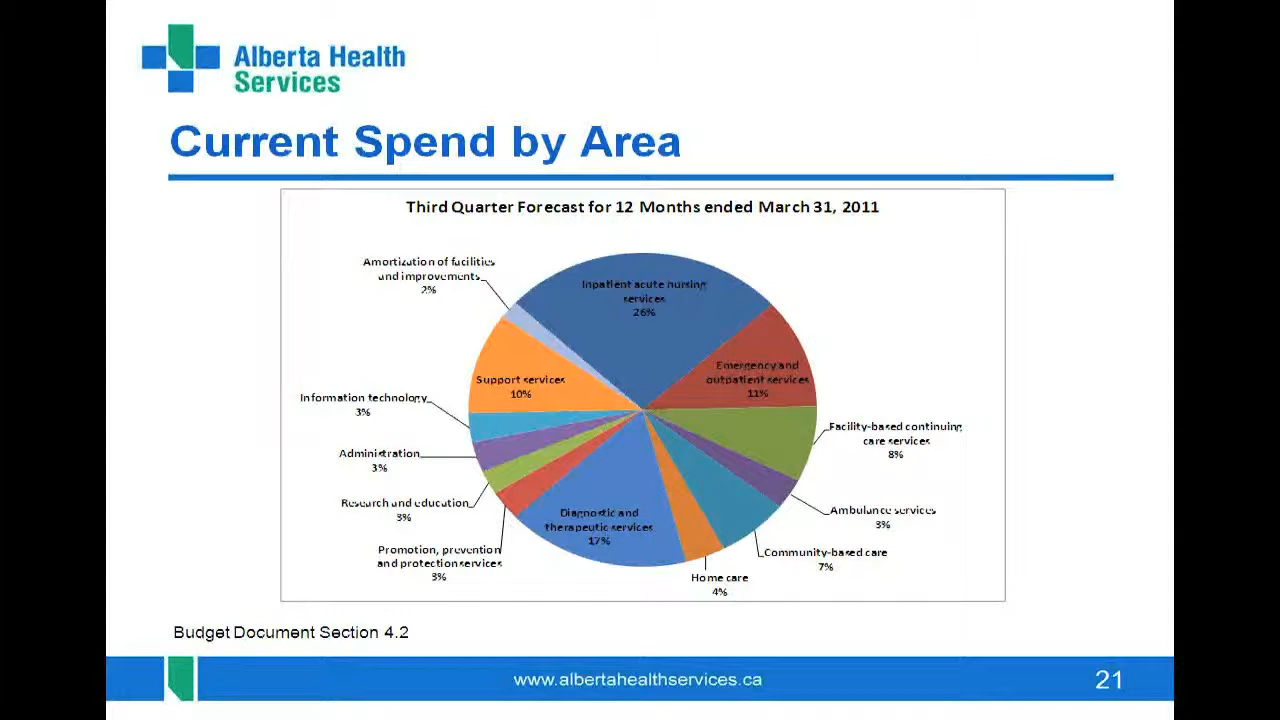 Alberta Health
Services
Current Spend by Area
Third Quarter Forecast for 12 Months ended March 31, 2011
Amortization of facilities
and improvements
2%
Inpatient acute nursing
services
26%
Emergency and
outpatient services
11%
Support services
10%
Information technology
3%
Facility-based continuing
care services
8%
Administration
3%
Research and education
3%
Ambulance services
3%
Diagnostic and
therapeutic services
17%
Promotion, prevention
and protection services
3%
Community-based care
7%
Home care
4%
Budget Document Section 4.2
www.albertahealthservices.ca
21